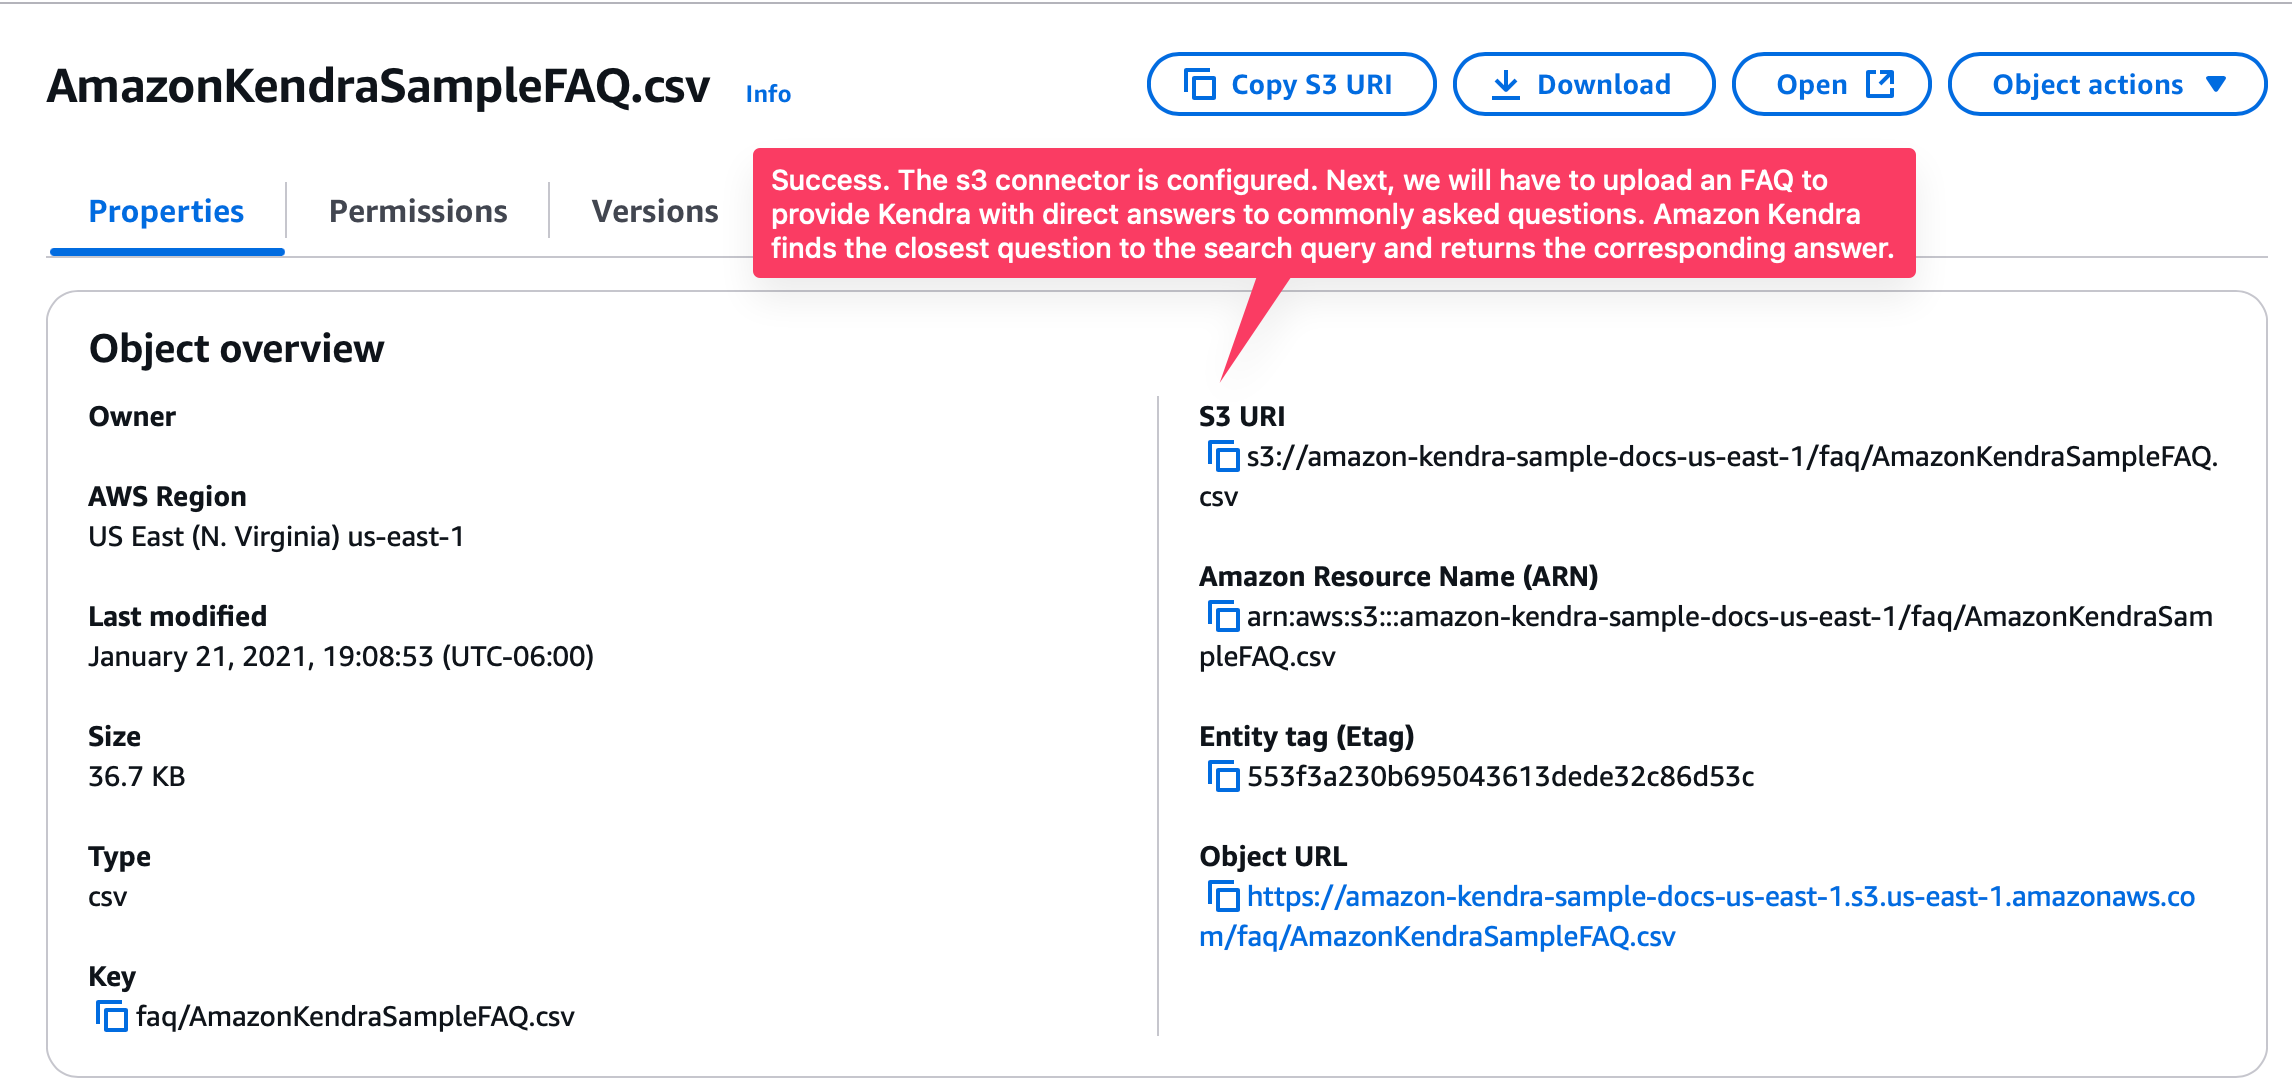 AmazonKendraSampleFAQ.csv Info
Copy S3 URI Download Open Object actions
Properties Permissions Versions
Success. The s3 connector is configured. Next, we will have to upload an FAQ to
provide Kendra with direct answers to commonly asked questions. Amazon Kendra
finds the closest question to the search query and returns the corresponding answer.
Object overview
Owner
AWS Region
US East (N. Virginia) us-east-1
Last modified
January 21, 2021, 19:08:53 (UTC-06:00)
Size
36.7 KB
Type
csv
Key
faq/AmazonKendraSampleFAQ.csv
S3 URI
s3://amazon-kendra-sample-docs-us-east-1/faq/AmazonKendraSampleFAQ.
csv
Amazon Resource Name (ARN)
arn:aws:s3:::amazon-kendra-sample-docs-us-east-1/faq/AmazonKendraSam
pleFAQ.csv
Entity tag (Etag)
553f3a230b695043613dede32c86d53c
Object URL
https://amazon-kendra-sample-docs-us-east-1.s3.us-east-1.amazonaws.co
m/faq/AmazonKendraSampleFAQ.csv